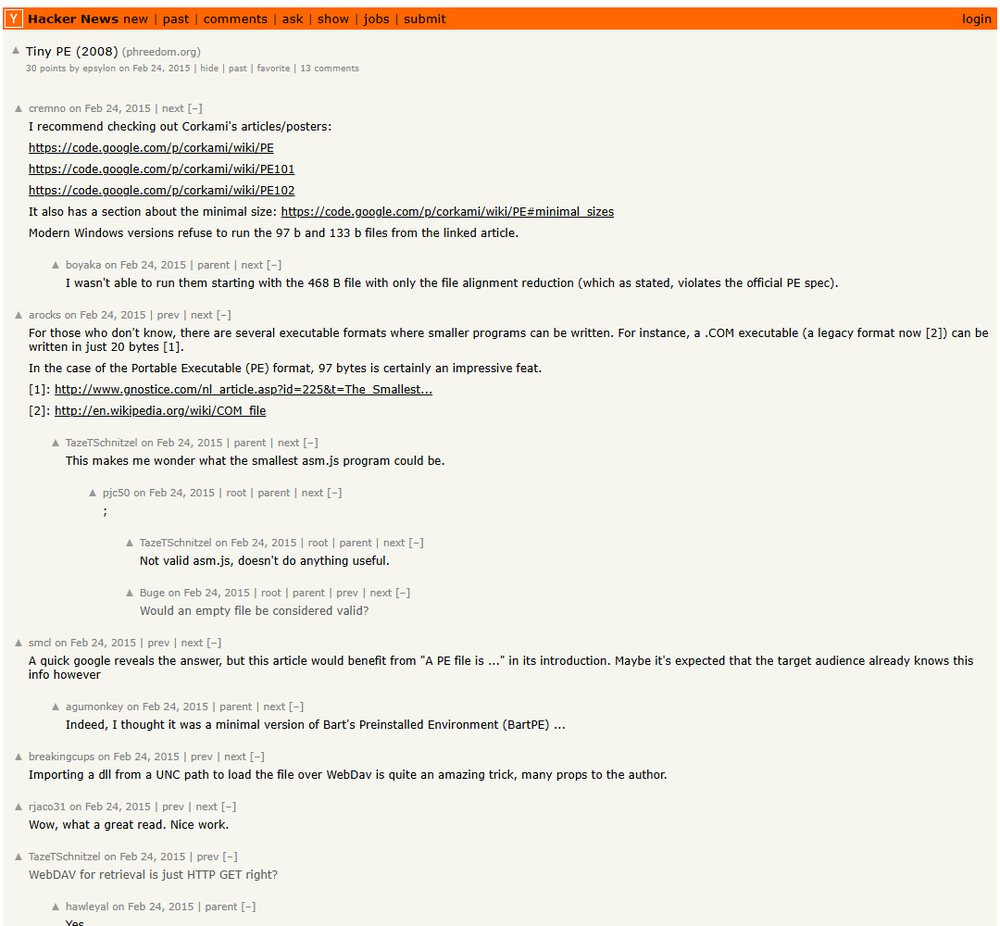 Y Hacker News new | past | comments | ask | show | jobs | submit login
▲ Tiny PE (2008) (phreedom.org)
30 points by epsylon on Feb 24, 2015 | hide | past | favorite | 13 comments
▲ cremno on Feb 24, 2015 | next [–]
I recommend checking out Corkami's articles/posters:
https://code.google.com/p/corkami/wiki/PE
https://code.google.com/p/corkami/wiki/PE101
https://code.google.com/p/corkami/wiki/PE102
It also has a section about the minimal size: https://code.google.com/p/corkami/wiki/PE#minimal_sizes
Modern Windows versions refuse to run the 97 b and 133 b files from the linked article.
▲ boyaka on Feb 24, 2015 | parent | next [–]
I wasn't able to run them starting with the 468 B file with only the file alignment reduction (which as stated, violates the official PE spec).
▲ arocks on Feb 24, 2015 | prev | next [–]
For those who don't know, there are several executable formats where smaller programs can be written. For instance, a .COM executable (a legacy format now [2]) can be
written in just 20 bytes [1].
In the case of the Portable Executable (PE) format, 97 bytes is certainly an impressive feat.
[1]: http://www.gnostice.com/nl_article.asp?id=225&t=The_Smallest...
[2]: http://en.wikipedia.org/wiki/COM_file
▲ TazeTSchnitzel on Feb 24, 2015 | parent | next [–]
This makes me wonder what the smallest asm.js program could be.
▲ pjc50 on Feb 24, 2015 | root | parent | next [–]
;
▲ TazeTSchnitzel on Feb 24, 2015 | root | parent | next [–]
Not valid asm.js, doesn't do anything useful.
▲ Buge on Feb 24, 2015 | root | parent | prev | next [–]
Would an empty file be considered valid?
▲ smcl on Feb 24, 2015 | prev | next [–]
A quick google reveals the answer, but this article would benefit from "A PE file is ..." in its introduction. Maybe it's expected that the target audience already knows this
info however
▲ agumonkey on Feb 24, 2015 | parent | next [–]
Indeed, I thought it was a minimal version of Bart's Preinstalled Environment (BartPE) ...
▲ breakingcups on Feb 24, 2015 | prev | next [–]
Importing a dll from a UNC path to load the file over WebDav is quite an amazing trick, many props to the author.
▲ rjaco31 on Feb 24, 2015 | prev | next [–]
Wow, what a great read. Nice work.
▲ TazeTSchnitzel on Feb 24, 2015 | prev [–]
WebDAV for retrieval is just HTTP GET right?
▲ hawleyal on Feb 24, 2015 | parent [–]
Yes